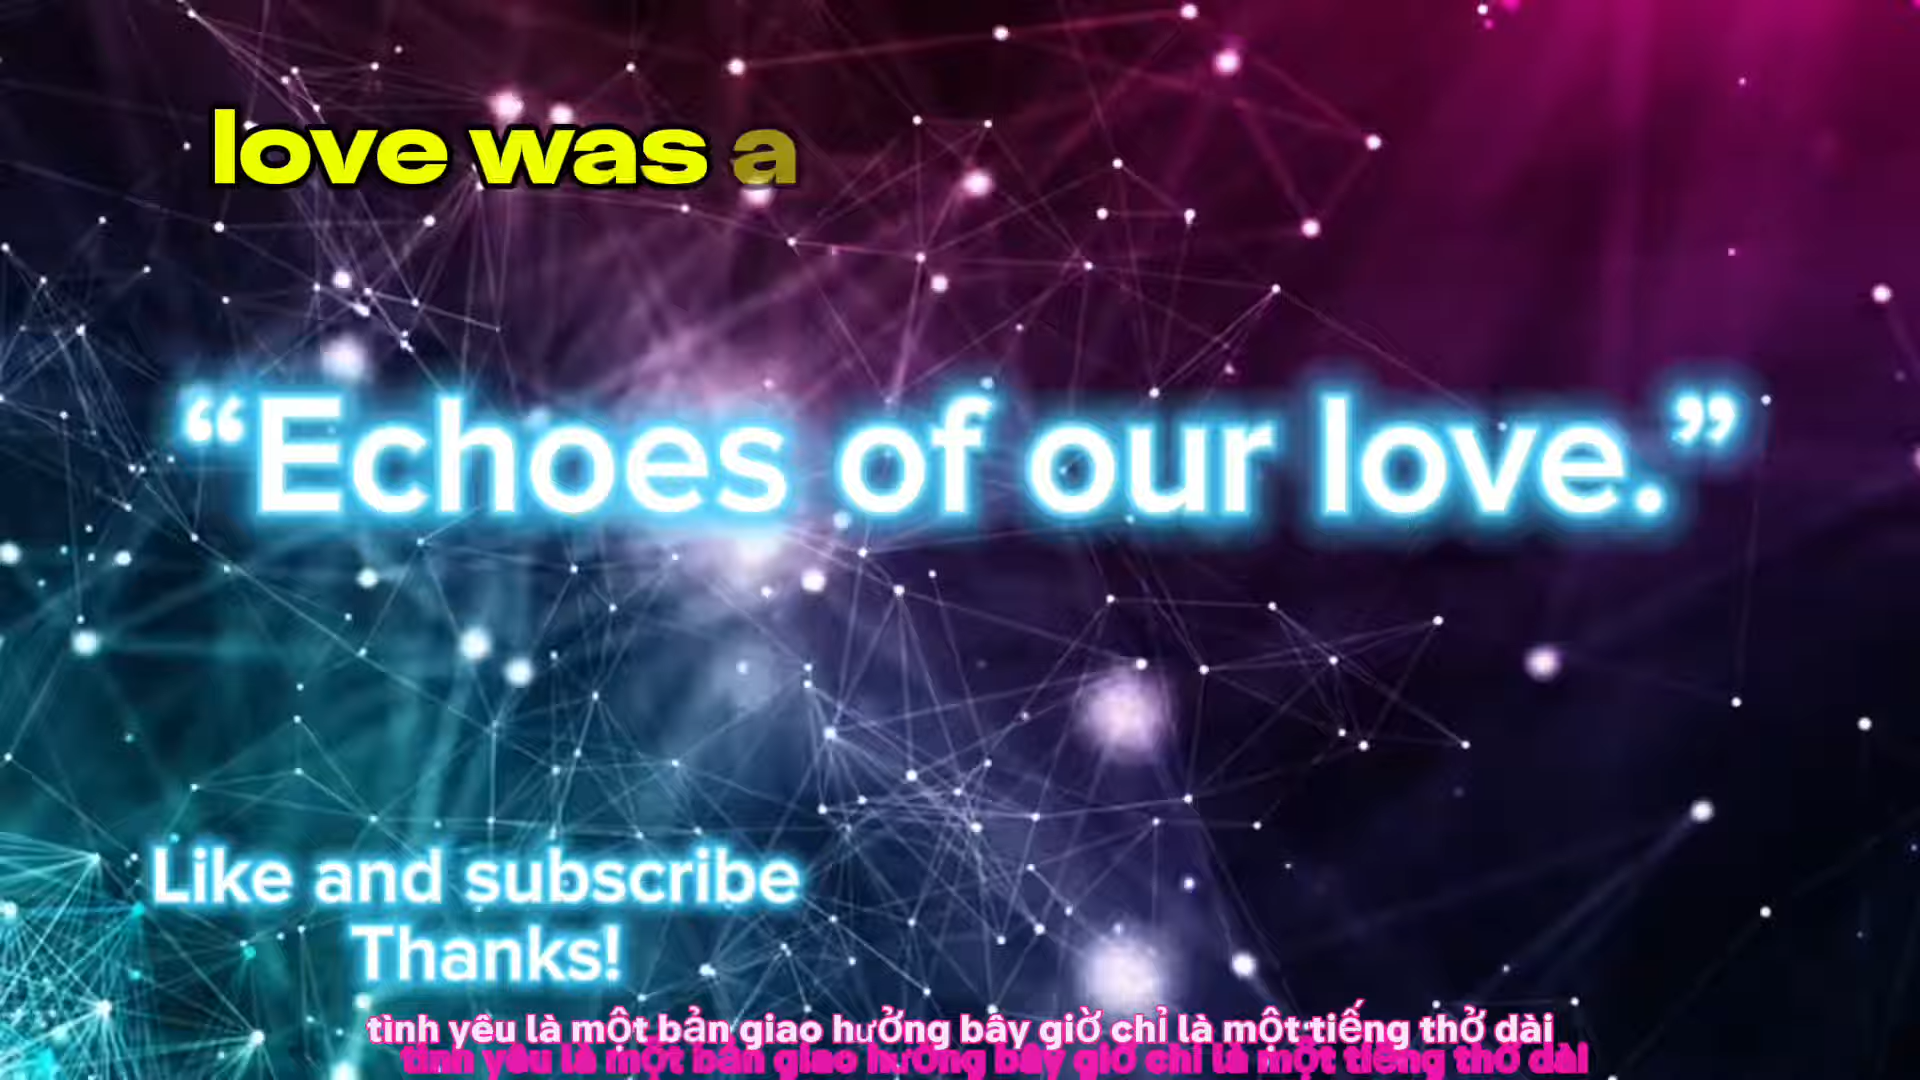 love was a
“Echoes of our love.”
Like and subscribe
Thanks!
tình yêu là một bản giao hưởng bây giờ chỉ là một tiếng thở dài
tình yêu là một bản giao hưởng bây giờ chỉ là một tiếng thở dài